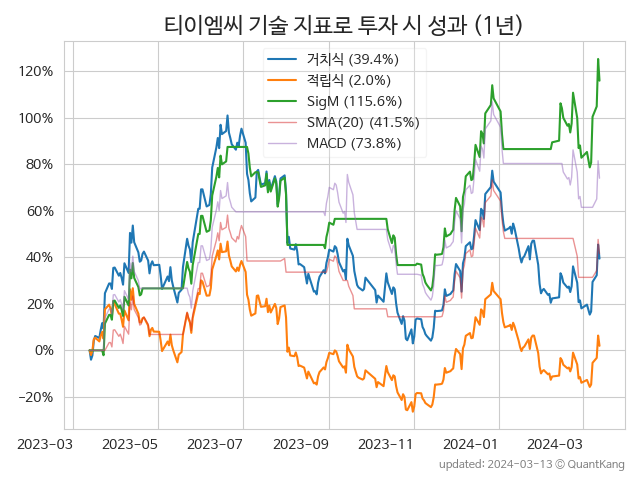 티이엠씨 기술 지표로 투자 시 성과 (1년)
거치식 (39.4%)
적립식 (2.0%)
SigM (115.6%)
SMA(20) (41.5%)
MACD (73.8%)
120%
100%
80%
60%
40%
20%
0%
−20%
2023-03 2023-05 2023-07 2023-09 2023-11 2024-01 2024-03
updated: 2024-03-13 © QuantKang